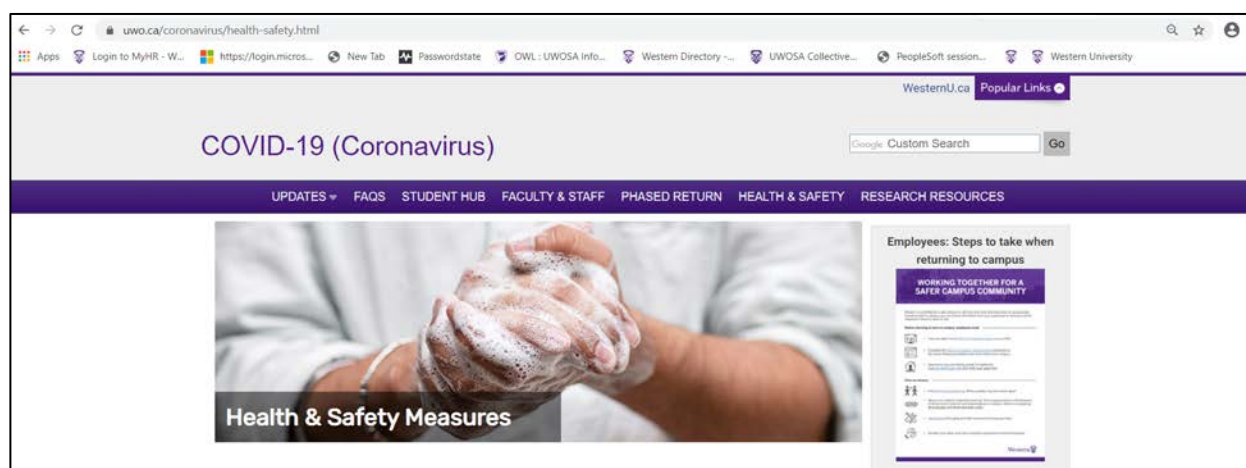 uwo.ca/coronavirus/health-safety.html
Apps Login to MyHR - W... https://login.micros... New Tab Passwordstate OWL : UWOSA Info... Western Directory -... UWOSA Collective... PeopleSoft session... Western University
WesternU.ca Popular Links
COVID-19 (Coronavirus)
Google Custom Search Go
UPDATES FAQS STUDENT HUB FACULTY & STAFF PHASED RETURN HEALTH & SAFETY RESEARCH RESOURCES
Health & Safety Measures
Employees: Steps to take when
returning to campus
WORKING TOGETHER FOR A
SAFER CAMPUS COMMUNITY
Western